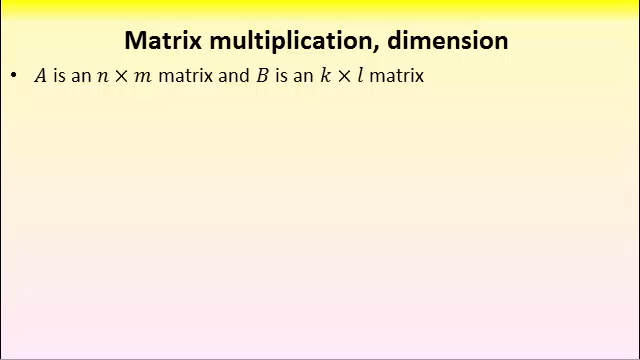 Matrix multiplication, dimension
• A is an n × m matrix and B is an k × l matrix